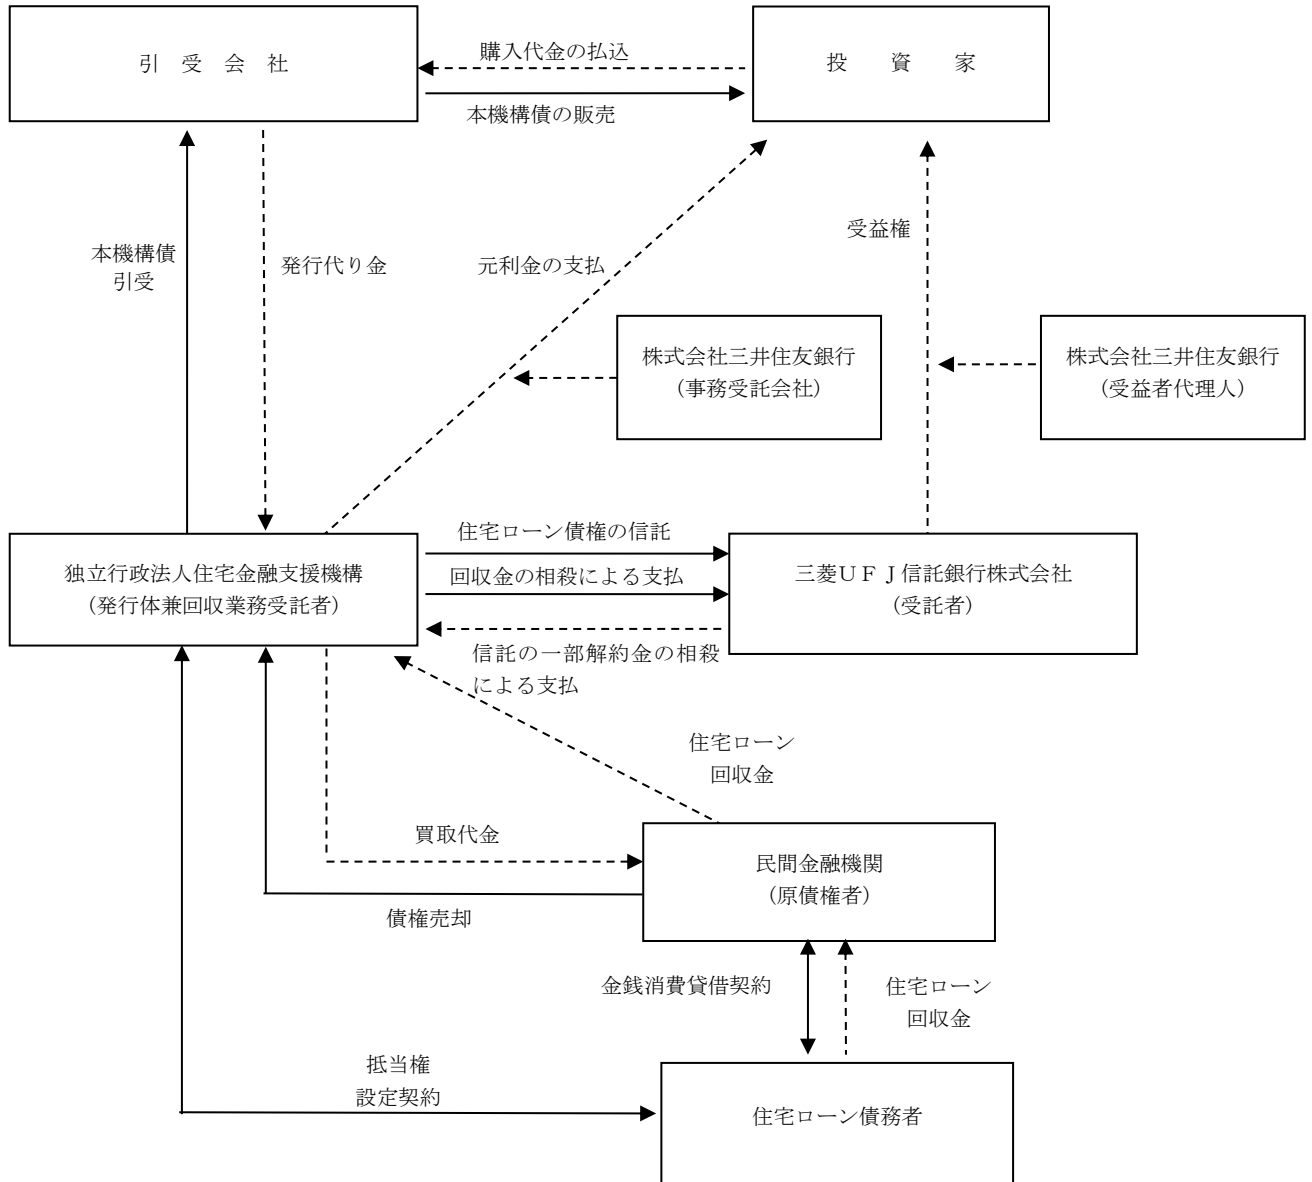 引　受　会　社
購入代金の払込
投　　資　　家
本機構債の販売
受益権
本機構債
引受
発行代り金
元利金の支払
株式会社三井住友銀行
（事務受託会社）
株式会社三井住友銀行
（受益者代理人）
住宅ローン債権の信託
独立行政法人住宅金融支援機構
（発行体兼回収業務受託者）
回収金の相殺による支払
三菱ＵＦＪ信託銀行株式会社
（受託者）
信託の一部解約金の相殺
による支払
住宅ローン
回収金
買取代金
民間金融機関
（原債権者）
債権売却
金銭消費貸借契約
住宅ローン
回収金
抵当権
設定契約
住宅ローン債務者